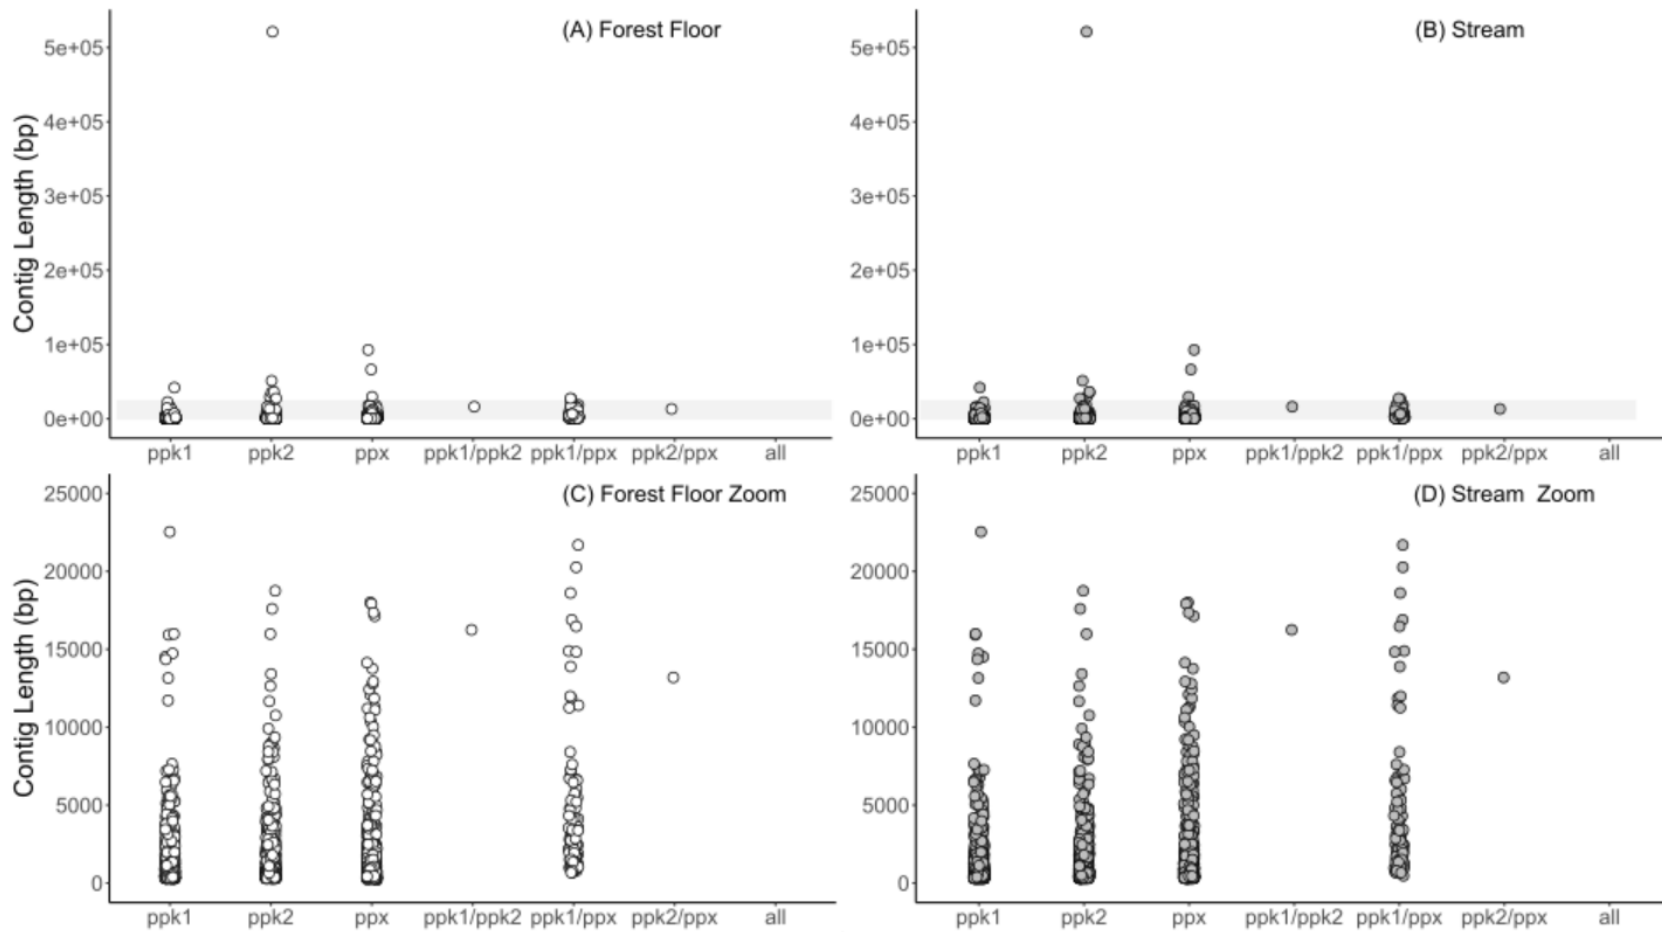 (A) Forest Floor
Contig Length (bp)
5e+05
4e+05
3e+05
2e+05
1e+05
0e+00
ppk1 ppk2 ppx ppk1/ppk2 ppk1/ppx ppk2/ppx all
(B) Stream
5e+05
4e+05
3e+05
2e+05
1e+05
0e+00
ppk1 ppk2 ppx ppk1/ppk2 ppk1/ppx ppk2/ppx all
(C) Forest Floor Zoom
Contig Length (bp)
25000
20000
15000
10000
5000
0
ppk1 ppk2 ppx ppk1/ppk2 ppk1/ppx ppk2/ppx all
(D) Stream  Zoom
25000
20000
15000
10000
5000
0
ppk1 ppk2 ppx ppk1/ppk2 ppk1/ppx ppk2/ppx all